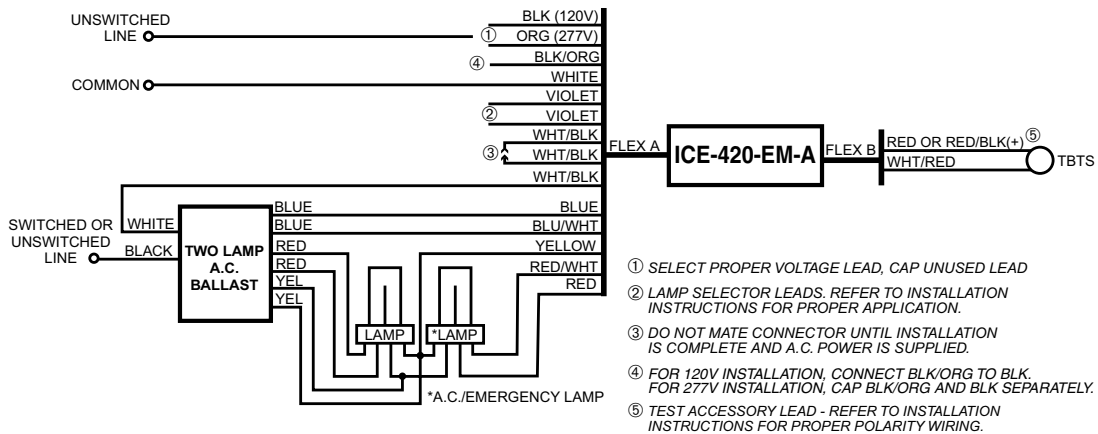 UNSWITCHED
LINE
① 
BLK (120V)
ORG (277V)
④ 
BLK/ORG
COMMON
WHITE
VIOLET
② 
VIOLET
WHT/BLK
③ 
WHT/BLK
WHT/BLK
FLEX A
ICE-420-EM-A
FLEX B
RED OR RED/BLK(+)
⑤
WHT/RED
TBTS
SWITCHED OR
UNSWITCHED
LINE
WHITE
BLACK
TWO LAMP
A.C.
BALLAST
BLUE
BLUE
RED
RED
YEL
YEL
BLUE
BLU/WHT
YELLOW
RED/WHT
RED
LAMP
*LAMP
*A.C./EMERGENCY LAMP
① SELECT PROPER VOLTAGE LEAD, CAP UNUSED LEAD
② LAMP SELECTOR LEADS. REFER TO INSTALLATION
INSTRUCTIONS FOR PROPER APPLICATION.
③ DO NOT MATE CONNECTOR UNTIL INSTALLATION
IS COMPLETE AND A.C. POWER IS SUPPLIED.
④ FOR 120V INSTALLATION, CONNECT BLK/ORG TO BLK.
FOR 277V INSTALLATION, CAP BLK/ORG AND BLK SEPARATELY.
⑤ TEST ACCESSORY LEAD - REFER TO INSTALLATION
INSTRUCTIONS FOR PROPER POLARITY WIRING.